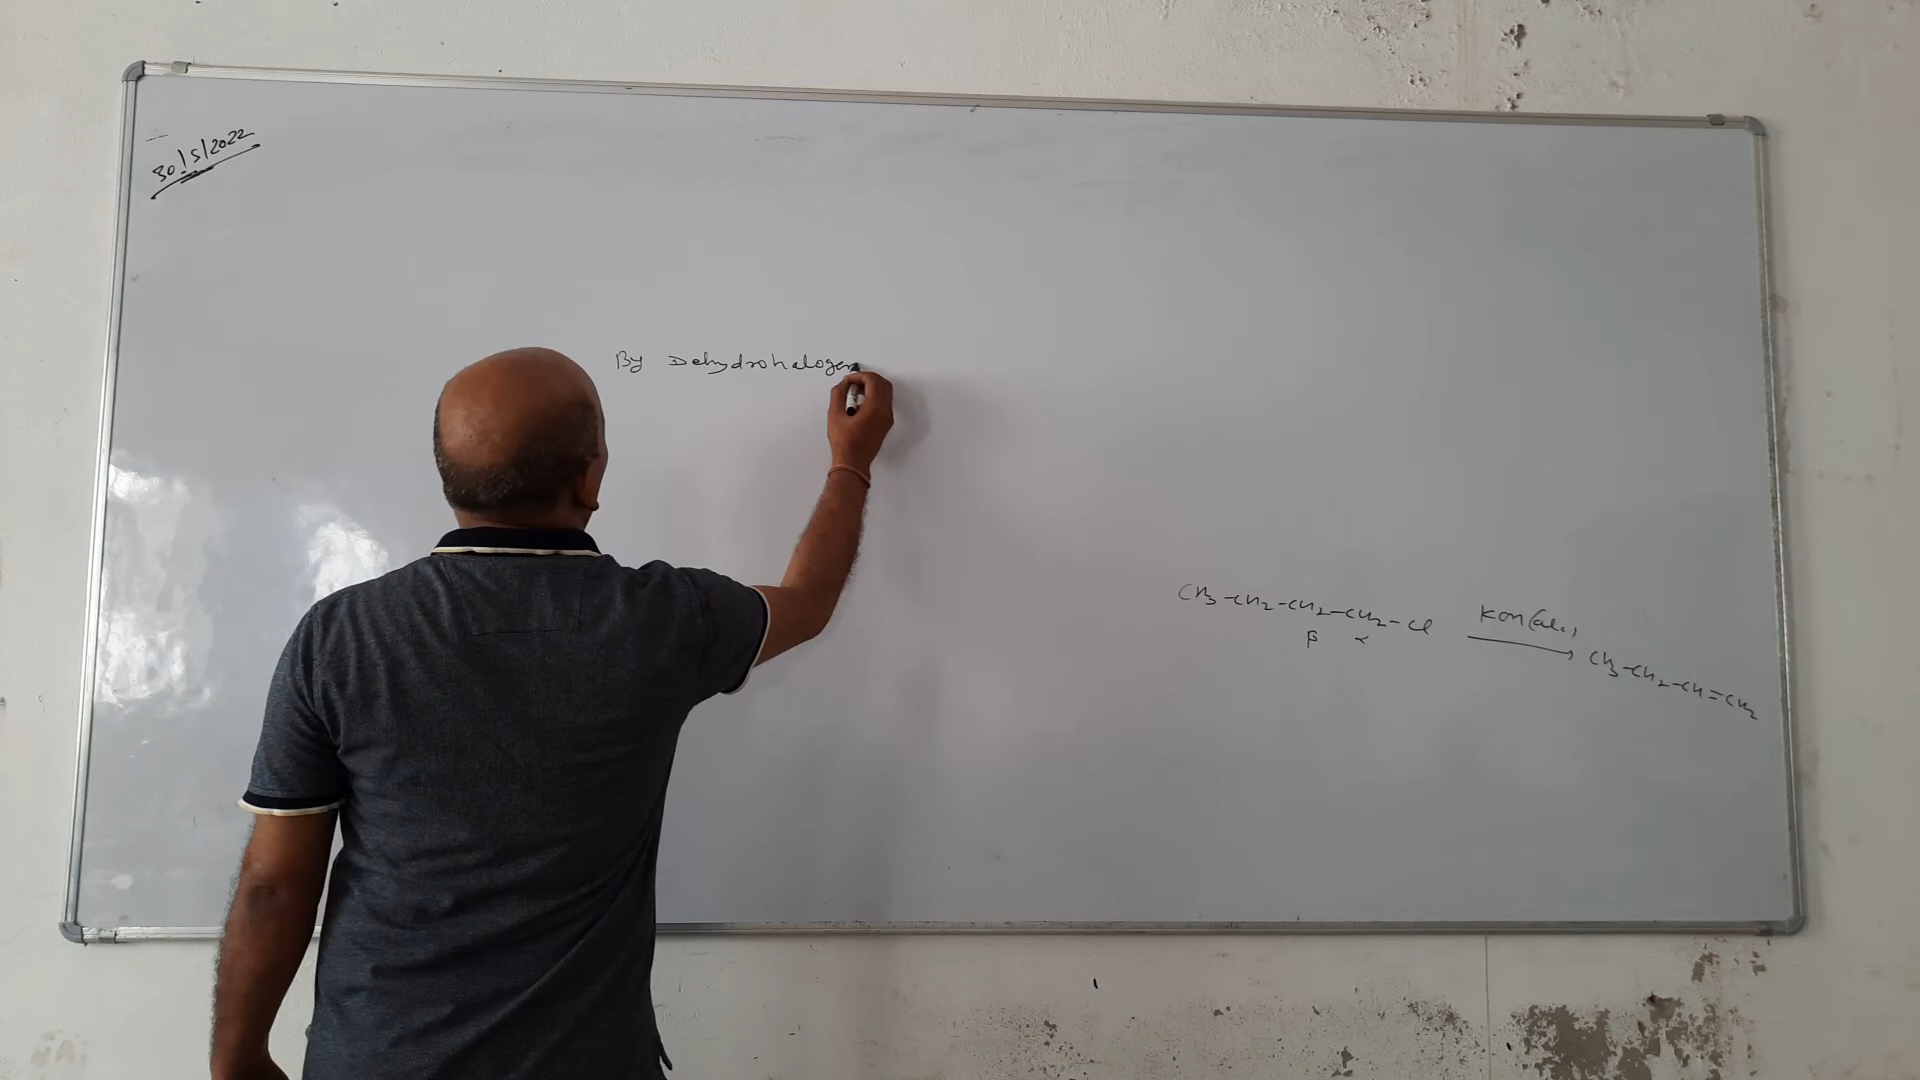 30/5/2022
By Dehydrohalogen
CH3-CH2-CH2-CH2-Cl KOH(alc)
β α
CH3-CH2-CH=CH2